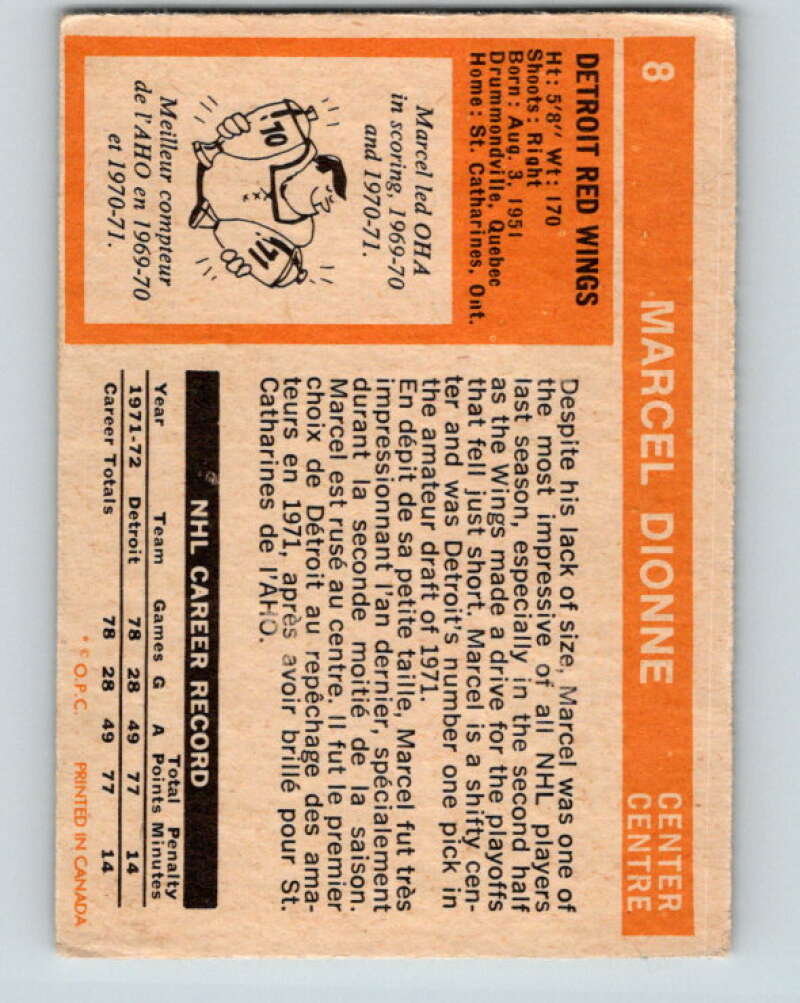 8
MARCEL DIONNE
CENTER
CENTRE
DETROIT RED WINGS
Ht: 5'8" Wt: 170
Shoots: Right
Born: Aug. 3, 1951
Drummondville, Quebec
Home: St. Catharines, Ont.
Marcel led OHA
in scoring, 1969-70
and 1970-71.
'70
'71
Meilleur compteur
de l'AHO en 1969-70
et 1970-71.
Despite his lack of size, Marcel was one of
the most impressive of all NHL players
last season, especially in the second half
as the Wings made a drive for the playoffs
that fell just short. Marcel is a shifty cen-
ter and was Detroit's number one pick in
the amateur draft of 1971.
En dépit de sa petite taille, Marcel fut très
impressionnant l'an dernier, spécialement
durant la seconde moitié de la saison.
Marcel est rusé au centre. Il fut le premier
choix de Détroit au repêchage des ama-
teurs en 1971, après avoir brillé pour St.
Catharines de l'AHO.
NHL CAREER RECORD
Total Penalty
Year Team Games G A Points Minutes
1971-72 Detroit 78 28 49 77 14
Career Totals 78 28 49 77 14
* © O.P.C. PRINTED IN CANADA